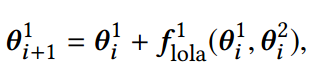 θ¹ᵢ₊₁ = θ¹ᵢ + f¹lola(θ¹ᵢ, θ²ᵢ),